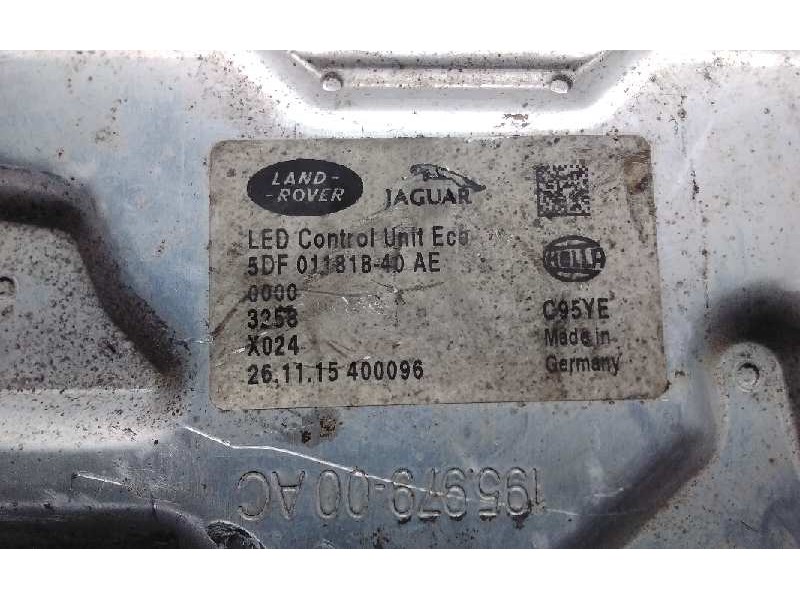 LAND-
-ROVER
JAGUAR
LED Control Unit Eco
5DF 011818-40 AE
HELLA
0000
3258
C95YE
X024
Made in
Germany
26.11.15 400096
195.979-00 AC